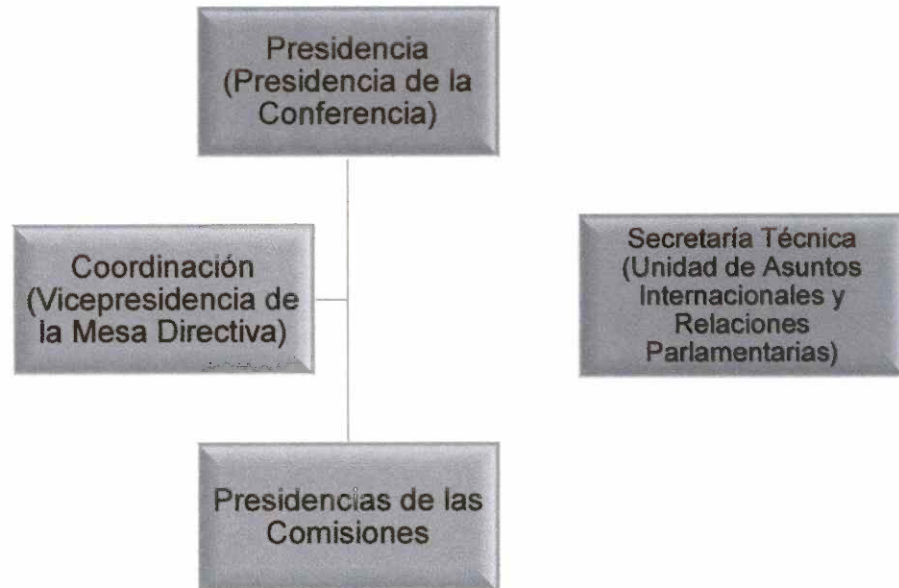 Presidencia
(Presidencia de la
Conferencia)
Coordinación
(Vicepresidencia de
la Mesa Directiva)
Secretaría Técnica
(Unidad de Asuntos
Internacionales y
Relaciones
Parlamentarias)
Presidencias de las
Comisiones